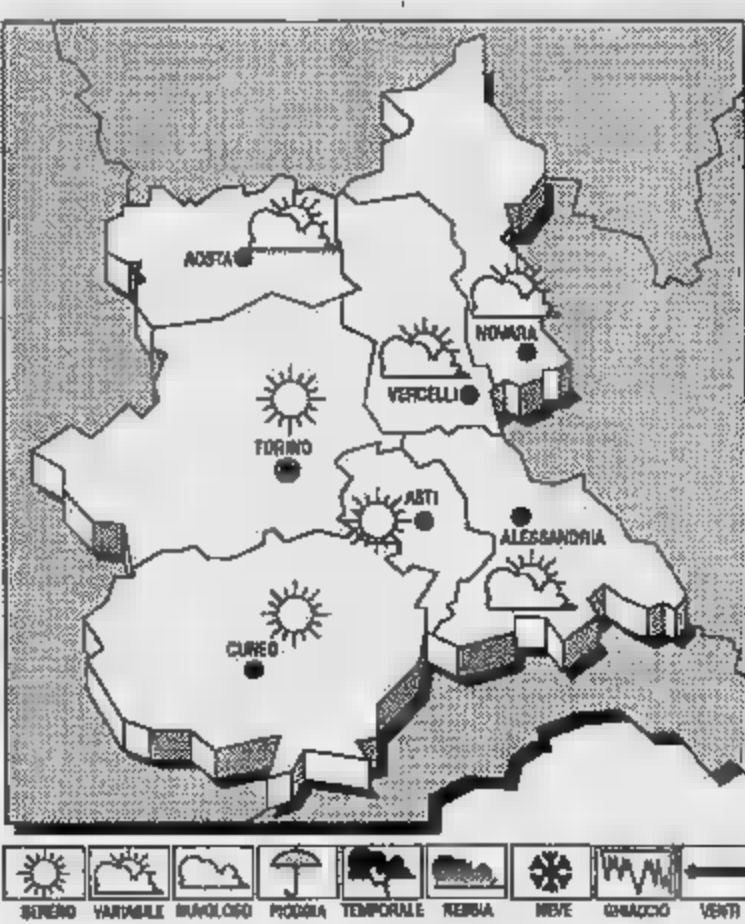 AOSTA
NOVARA
VERCELLI
TORINO
ASTI
ALESSANDRIA
CUNEO
SERENO VARIABILE NUVOLOSO PIOGGIA TEMPORALE NEBBIA NEVE GHIACCIO VENTI